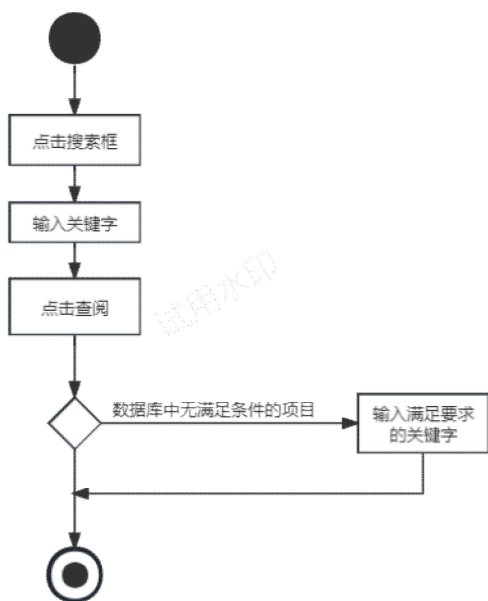 点击搜索框
输入关键字
点击查阅
试用水印
数据库中无满足条件的项目
输入满足要求
的关键字